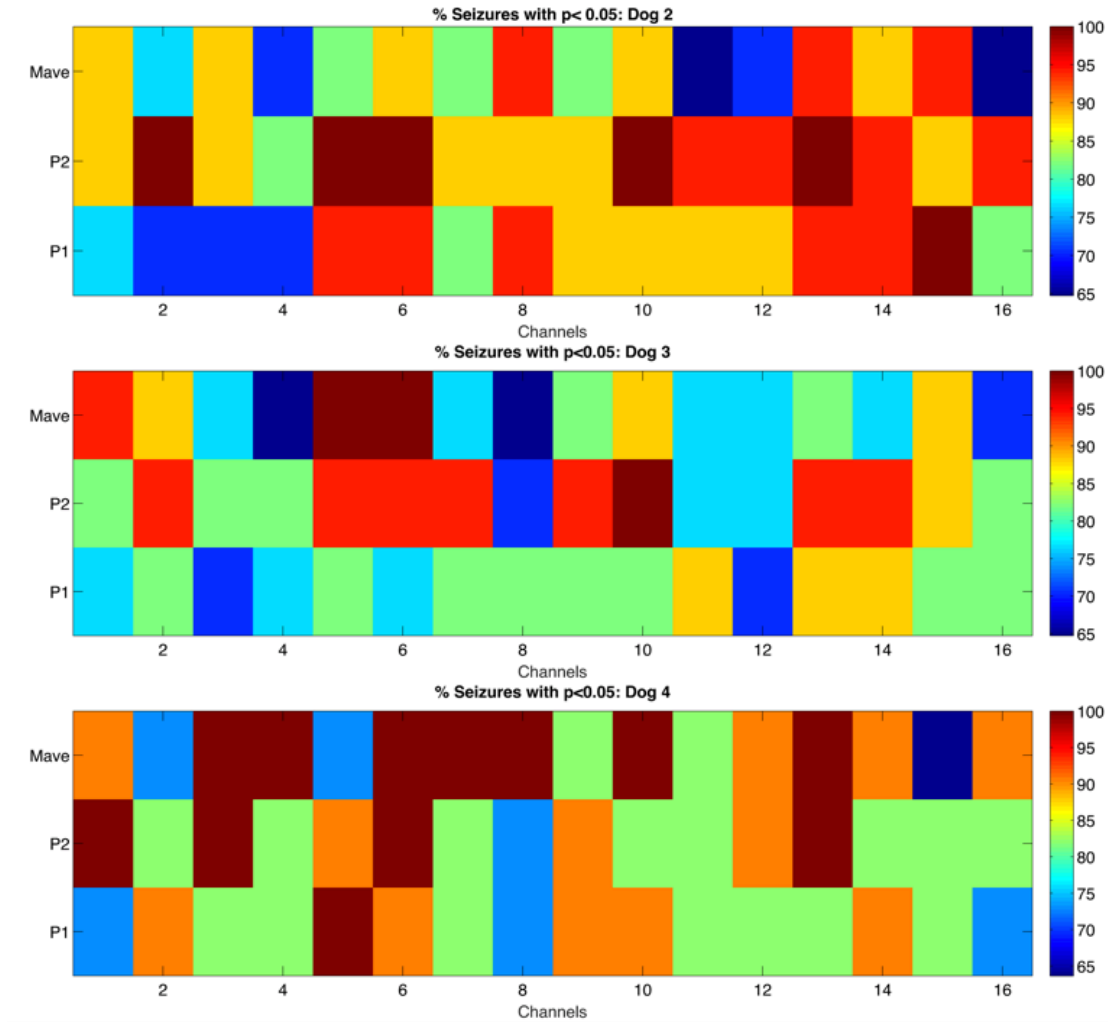 % Seizures with p< 0.05: Dog 2
Mave
P2
P1
2 4 6 8 10 12 14 16
Channels
100
95
90
85
80
75
70
65
% Seizures with p<0.05: Dog 3
Mave
P2
P1
2 4 6 8 10 12 14 16
Channels
100
95
90
85
80
75
70
65
% Seizures with p<0.05: Dog 4
Mave
P2
P1
2 4 6 8 10 12 14 16
Channels
100
95
90
85
80
75
70
65